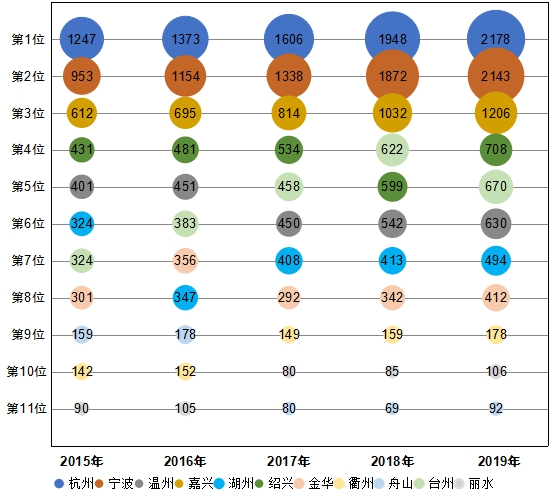 第1位 1247 1373 1606 1948 2178
第2位 953 1154 1338 1872 2143
第3位 612 695 814 1032 1206
第4位 431 481 534 622 708
第5位 401 451 458 599 670
第6位 324 383 450 542 630
第7位 324 356 408 413 494
第8位 301 347 292 342 412
第9位 159 178 149 159 178
第10位 142 152 80 85 106
第11位 90 105 80 69 92
2015年 2016年 2017年 2018年 2019年
杭州 宁波 温州 嘉兴 湖州 绍兴 金华 衢州 舟山 台州 丽水